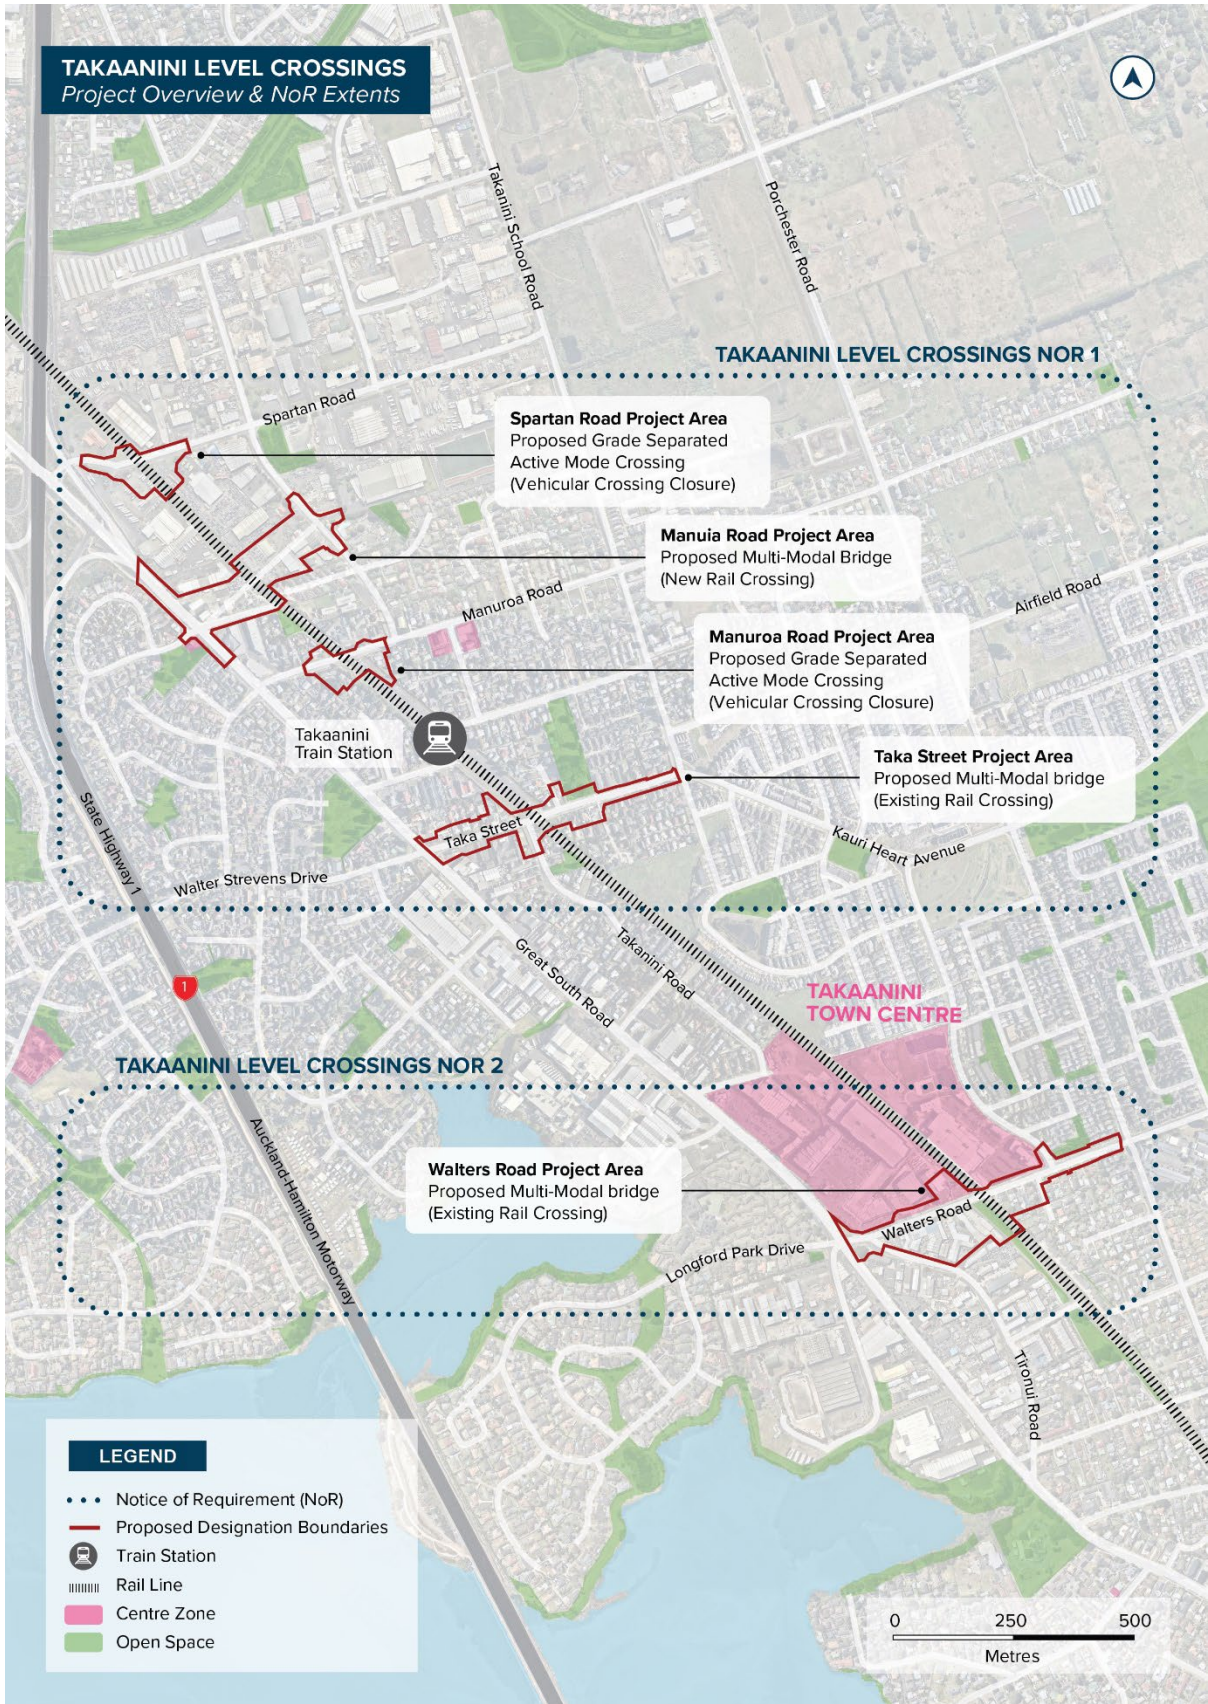 TAKAANINI LEVEL CROSSINGS
Project Overview & NoR Extents
Takanini School Road
Porchester Road
TAKAANINI LEVEL CROSSINGS NOR 1
Spartan Road
Spartan Road Project Area
Proposed Grade Separated
Active Mode Crossing
(Vehicular Crossing Closure)
Manuia Road Project Area
Proposed Multi-Modal Bridge
(New Rail Crossing)
Manuroa Road
Airfield Road
Manuroa Road Project Area
Proposed Grade Separated
Active Mode Crossing
(Vehicular Crossing Closure)
Takaanini
Train Station
Taka Street Project Area
Proposed Multi-Modal bridge
(Existing Rail Crossing)
State Highway 1
Taka Street
Kauri Heart Avenue
Walter Strevens Drive
Great South Road
Takanini Road
1
TAKAANINI
TOWN CENTRE
TAKAANINI LEVEL CROSSINGS NOR 2
Auckland-Hamilton Motorway
Walters Road Project Area
Proposed Multi-Modal bridge
(Existing Rail Crossing)
Walters Road
Longford Park Drive
Tironui Road
LEGEND
Notice of Requirement (NoR)
Proposed Designation Boundaries
Train Station
Rail Line
Centre Zone
Open Space
0 250 500
Metres